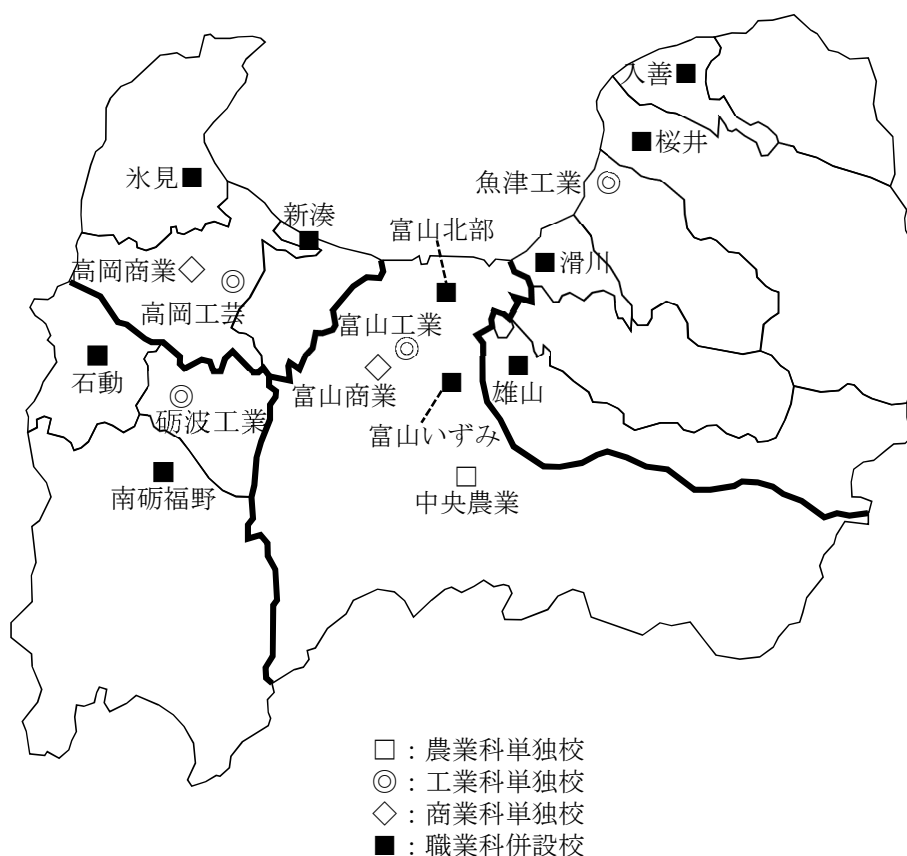 入善
桜井
氷見
魚津工業
新湊
富山北部
滑川
高岡商業
高岡工芸
富山工業
石動
富山商業
雄山
砺波工業
富山いずみ
南砺福野
中央農業
□：農業科単独校
◎：工業科単独校
◇：商業科単独校
■：職業科併設校